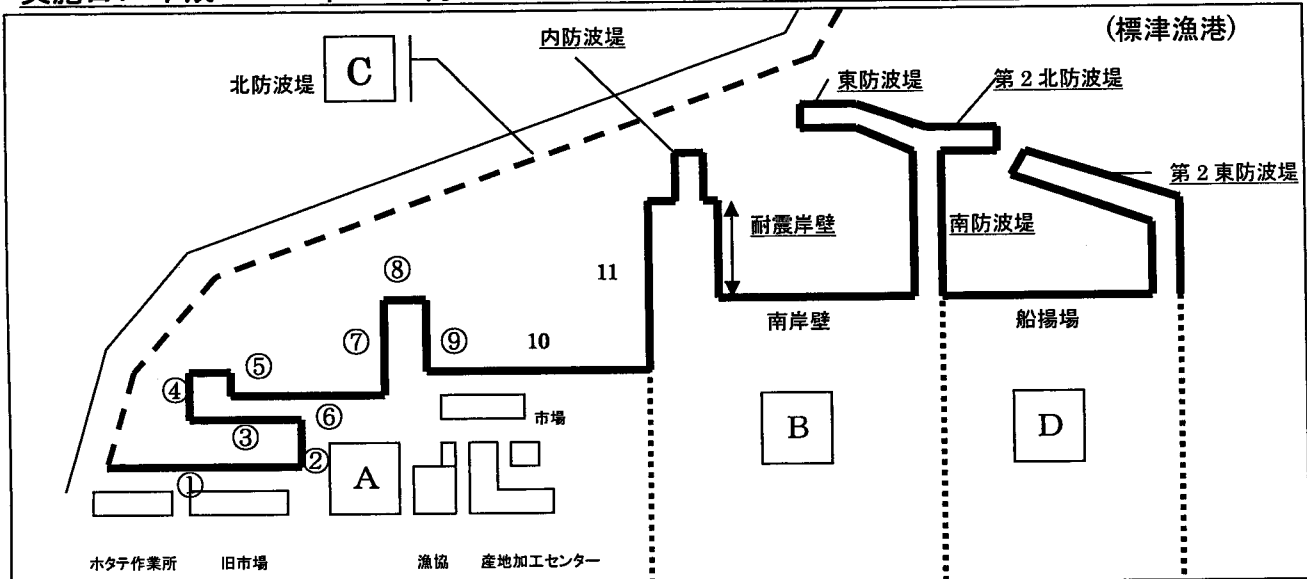 (標津漁港)
内防波堤
C
北防波堤
東防波堤
第2北防波堤
第2東防波堤
耐震岸壁
南防波堤
11
⑧
南岸壁
船揚場
⑦
⑨
10
⑤
④
⑥
市場
③
B
D
②
A
①
ホタテ作業所
旧市場
漁協
産地加工センター